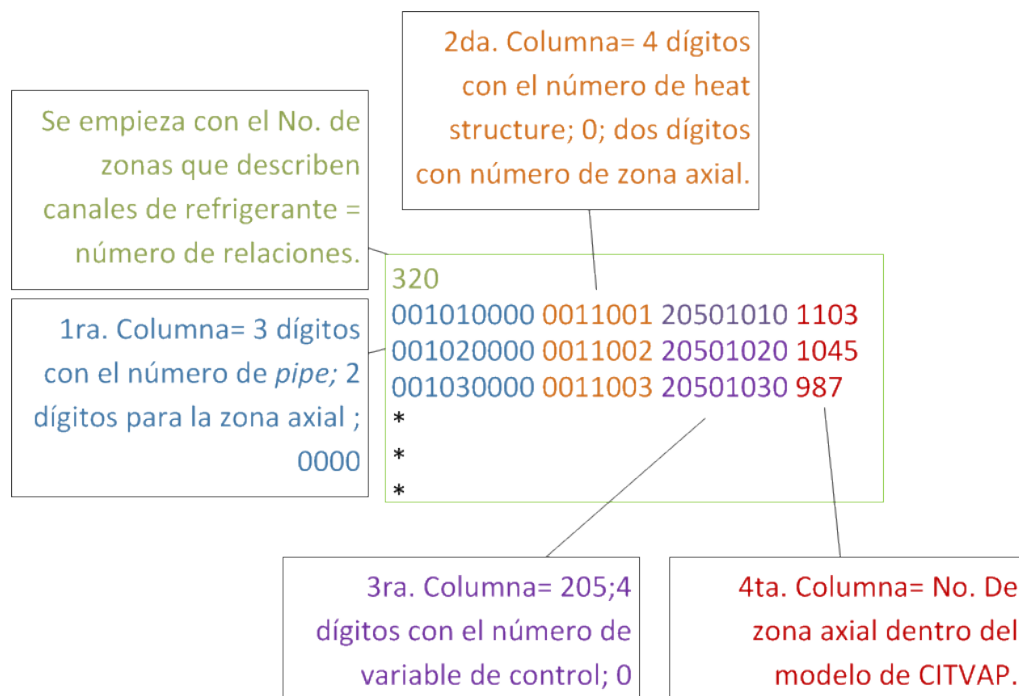 2da. Columna= 4 dígitos
con el número de heat
structure; 0; dos dígitos
con número de zona axial.
Se empieza con el No. de
zonas que describen
canales de refrigerante =
número de relaciones.
1ra. Columna= 3 dígitos
con el número de pipe; 2
dígitos para la zona axial ;
0000
320
001010000 0011001 20501010 1103
001020000 0011002 20501020 1045
001030000 0011003 20501030 987
*
*
*
3ra. Columna= 205;4
dígitos con el número de
variable de control; 0
4ta. Columna= No. De
zona axial dentro del
modelo de CITVAP.